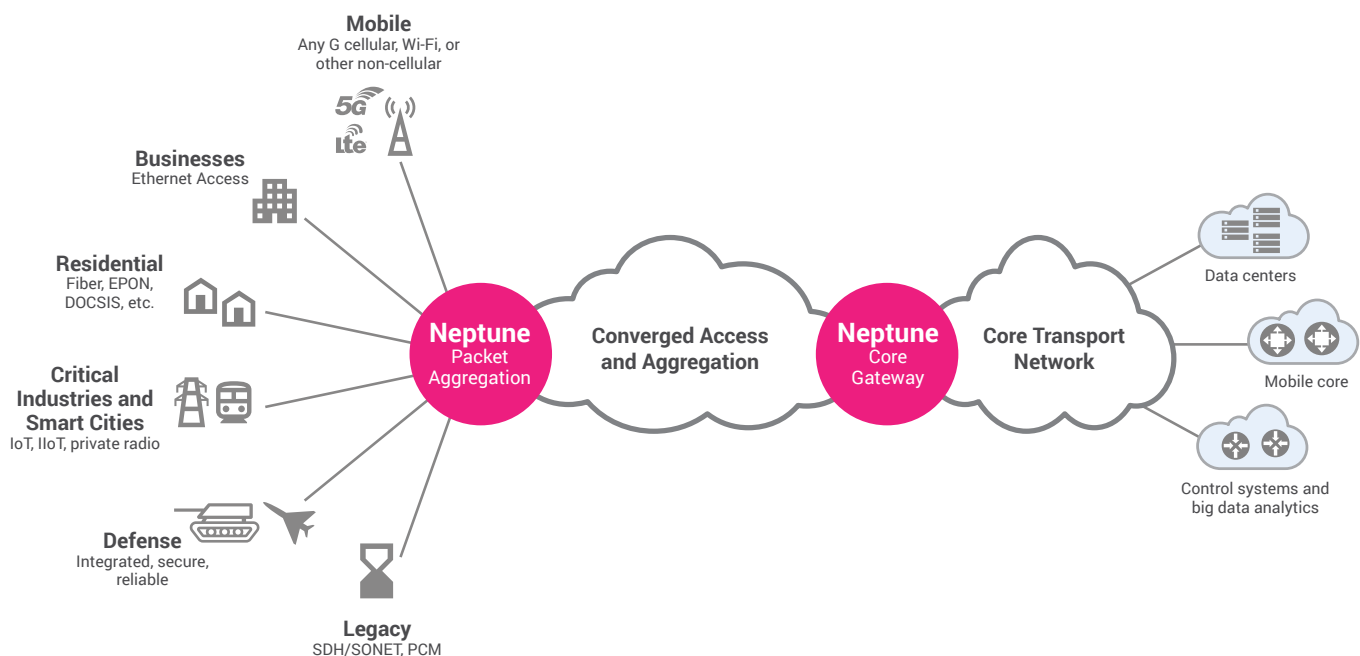 Mobile
Any G cellular, Wi-Fi, or
other non-cellular
5G
Lte
Businesses
Ethernet Access
Residential
Fiber, EPON,
DOCSIS, etc.
Critical
Industries and
Smart Cities
IoT, IIoT, private radio
Defense
Integrated, secure,
reliable
Legacy
SDH/SONET, PCM
Neptune
Packet
Aggregation
Converged Access
and Aggregation
Neptune
Core
Gateway
Core Transport
Network
Data centers
Mobile core
Control systems and
big data analytics